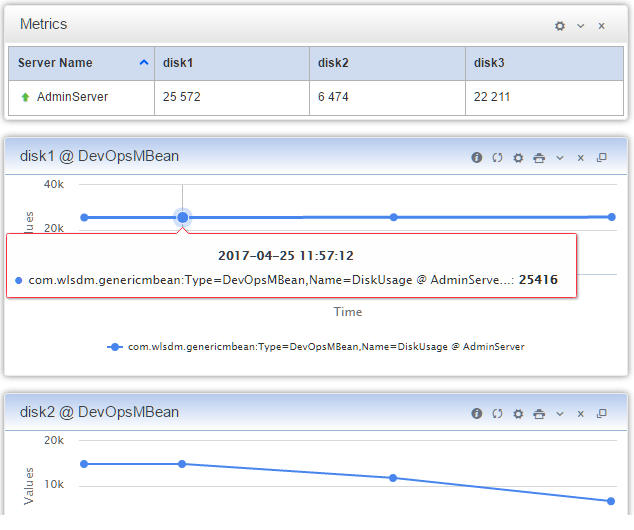 Metrics
Server Name disk1 disk2 disk3
AdminServer 25 572 6 474 22 211
disk1 @ DevOpsMBean
40k
20k
2017-04-25 11:57:12
com.wlsdm.genericmbean:Type=DevOpsMBean,Name=DiskUsage @ AdminServe...: 25416
Time
com.wlsdm.genericmbean:Type=DevOpsMBean,Name=DiskUsage @ AdminServer
disk2 @ DevOpsMBean
20k
10k
Values